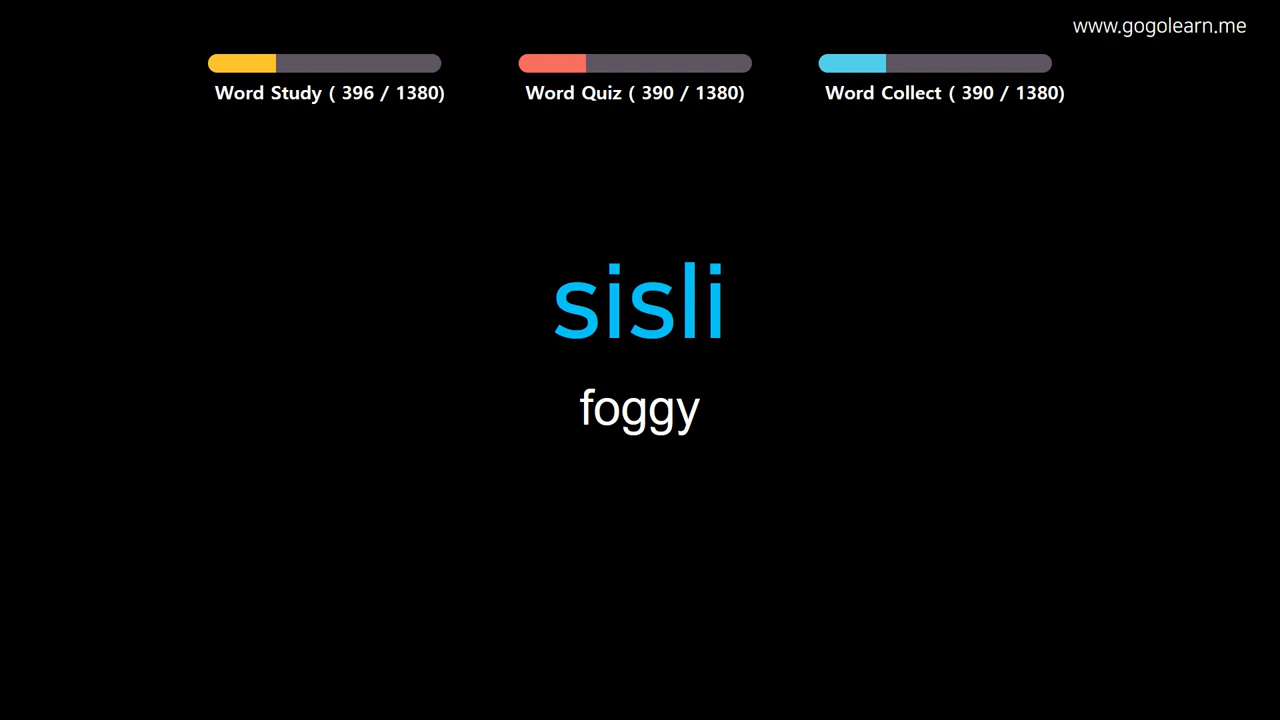 www.gogolearn.me
Word Study ( 396 / 1380)
Word Quiz ( 390 / 1380)
Word Collect ( 390 / 1380)
sisli
foggy